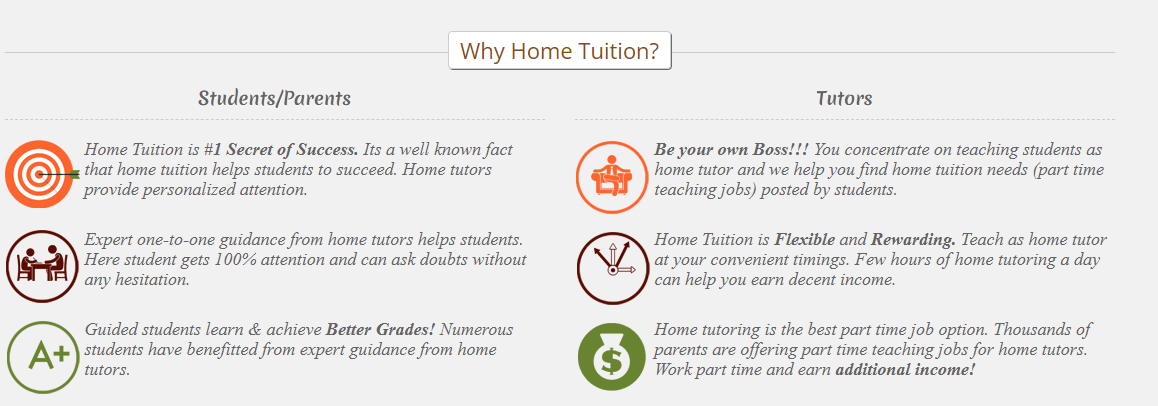 Why Home Tuition?
Students/Parents
Home Tuition is #1 Secret of Success. Its a well known fact
that home tuition helps students to succeed. Home tutors
provide personalized attention.
Expert one-to-one guidance from home tutors helps students.
Here student gets 100% attention and can ask doubts without
any hesitation.
A+
Guided students learn & achieve Better Grades! Numerous
students have benefitted from expert guidance from home
tutors.
Tutors
Be your own Boss!!! You concentrate on teaching students as
home tutor and we help you find home tuition needs (part time
teaching jobs) posted by students.
Home Tuition is Flexible and Rewarding. Teach as home tutor
at your convenient timings. Few hours of home tutoring a day
can help you earn decent income.
$
Home tutoring is the best part time job option. Thousands of
parents are offering part time teaching jobs for home tutors.
Work part time and earn additional income!